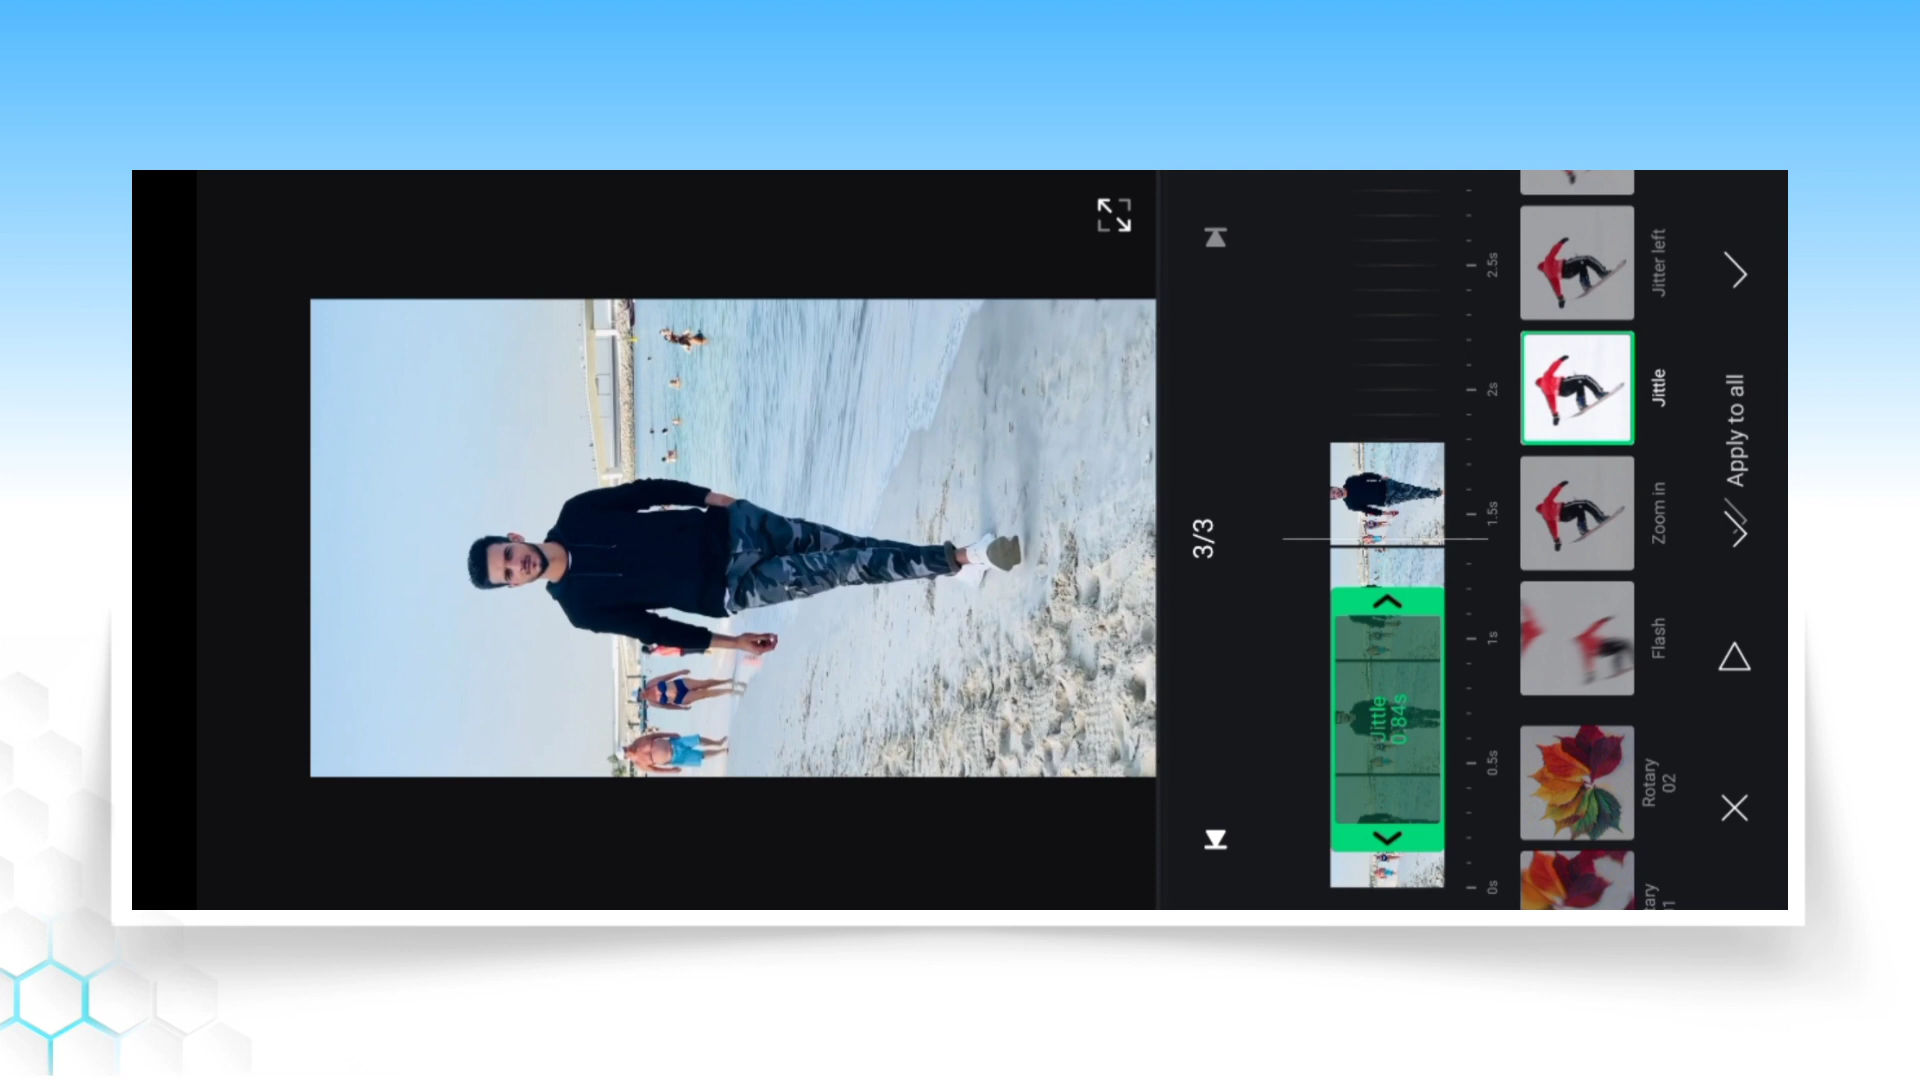 3/3
Jittle
0.84s
0s
0.5s
1s
1.5s
2s
2.5s
Rotary
02
Flash
Zoom in
Jittle
Jitter left
Apply to all